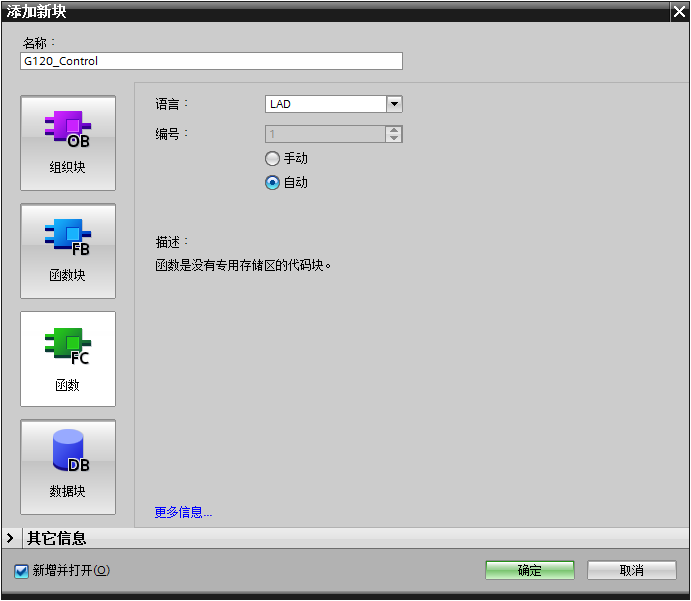 添加新块
名称：
G120_Control
OB
组织块
FB
函数块
FC
函数
DB
数据块
语言：
LAD
编号：
1
手动
自动
描述：
函数是没有专用存储区的代码块。
更多信息...
其它信息
新增并打开(O)
确定
取消